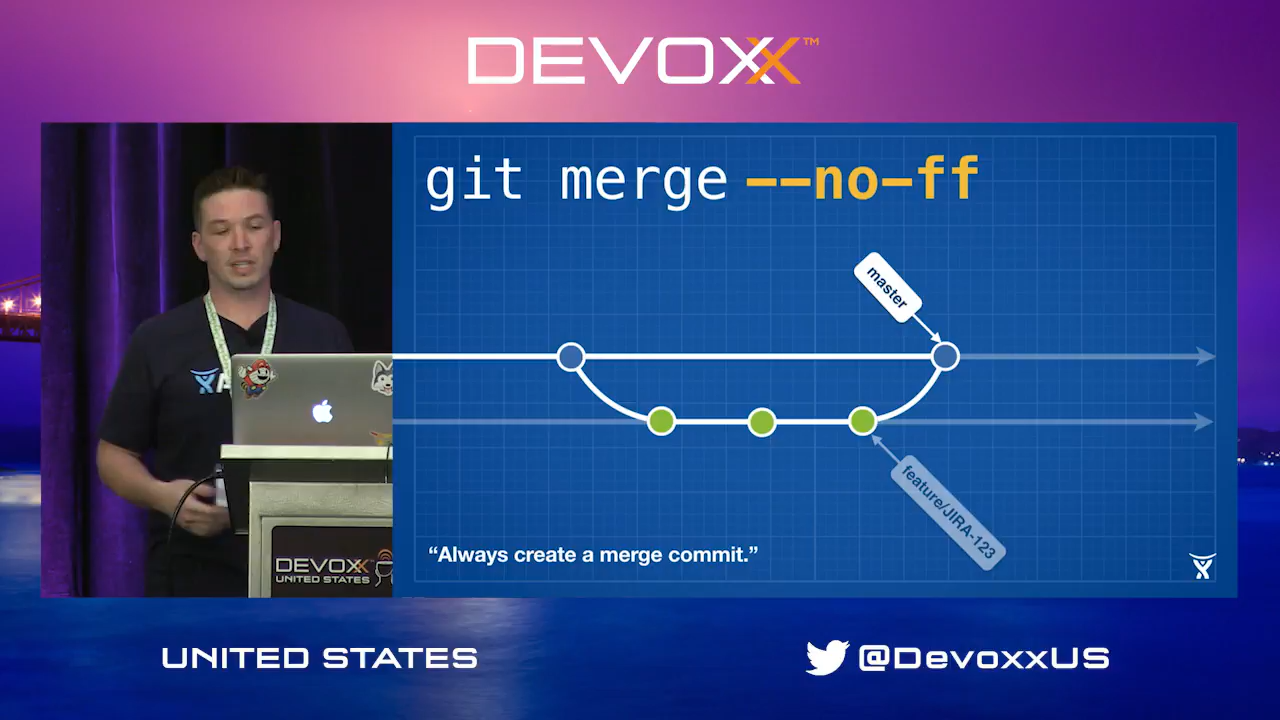 DEVOXX™
git merge --no-ff
master
feature/JIRA-123
“Always create a merge commit.”
DEVOXX
UNITED STATES
UNITED STATES
@DevoxxUS